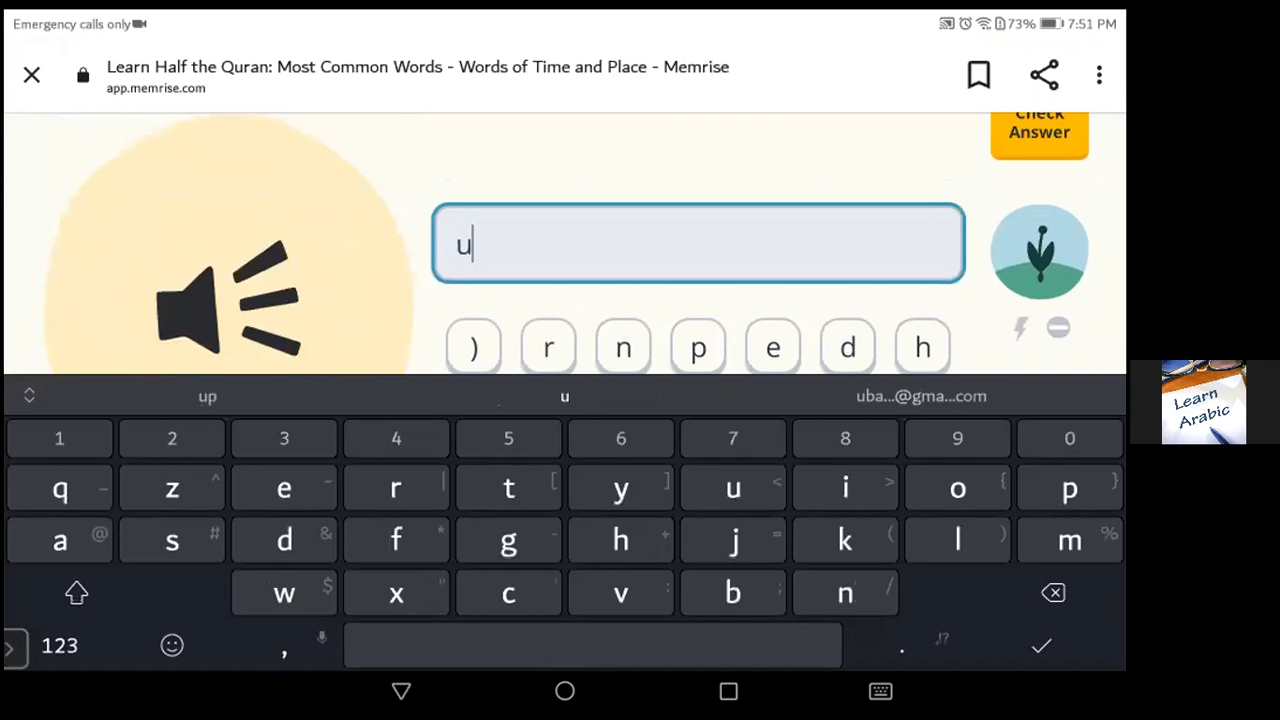 Emergency calls only
73% 7:51 PM
Learn Half the Quran: Most Common Words - Words of Time and Place - Memrise
app.memrise.com
Check
Answer
u
) r n p e d h
up u uba...@gma...com
1 2 3 4 5 6 7 8 9 0
q _ z ^ e ~ r | t [ y ] u < i > o { p }
a @ s # d & f * g - h + j = k ( l ) m %
w $ x " c ' v : b ; n /
123 , . ,!?
Learn
Arabic